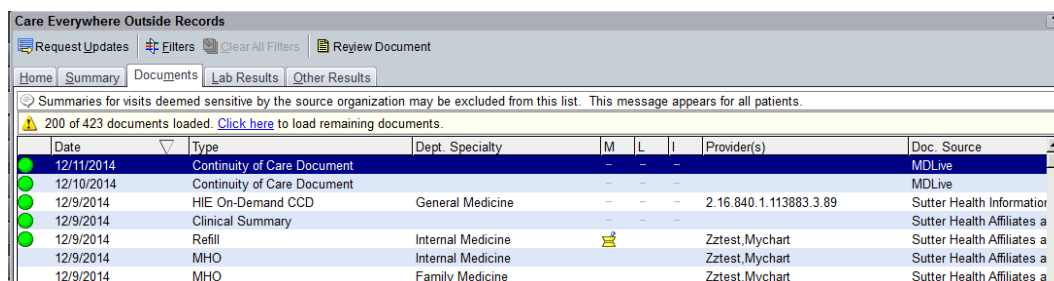 Care Everywhere Outside Records
Request Updates Filters Clear All Filters Review Document
Home Summary Documents Lab Results Other Results
Summaries for visits deemed sensitive by the source organization may be excluded from this list. This message appears for all patients.
200 of 423 documents loaded. Click here to load remaining documents.
Date Type Dept. Specialty M L I Provider(s) Doc. Source
12/11/2014 Continuity of Care Document – – – MDLive
12/10/2014 Continuity of Care Document – – – MDLive
12/9/2014 HIE On-Demand CCD General Medicine – – – 2.16.840.1.113883.3.89 Sutter Health Information
12/9/2014 Clinical Summary – – – Sutter Health Affiliates a
12/9/2014 Refill Internal Medicine Zztest,Mychart Sutter Health Affiliates a
12/9/2014 MHO Internal Medicine Zztest,Mychart Sutter Health Affiliates a
12/9/2014 MHO Family Medicine Zztest,Mychart Sutter Health Affiliates a